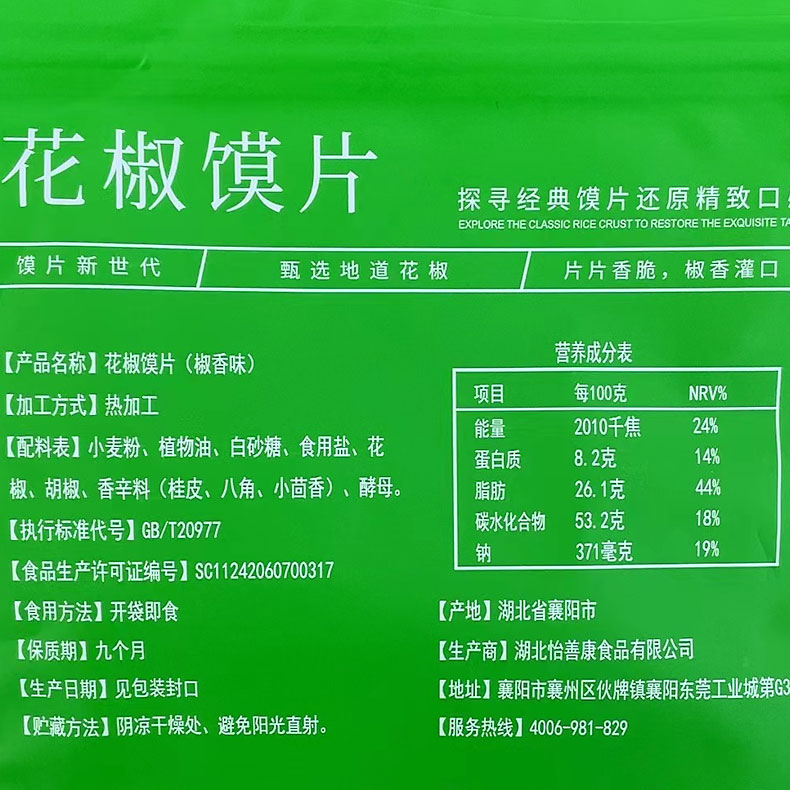 花椒馍片
探寻经典馍片还原精致口
EXPLORE THE CLASSIC RICE CRUST TO RESTORE THE EXQUISITE TA
馍片新世代
甄选地道花椒
片片香脆，椒香灌口
【产品名称】花椒馍片（椒香味）
【加工方式】热加工
【配料表】小麦粉、植物油、白砂糖、食用盐、花
椒、胡椒、香辛料（桂皮、八角、小茴香）、酵母。
【执行标准代号】GB/T20977
【食品生产许可证编号】SC11242060700317
【食用方法】开袋即食
【保质期】九个月
【生产日期】见包装封口
【贮藏方法】阴凉干燥处、避免阳光直射。
营养成分表
项目 每100克 NRV%
能量 2010千焦 24%
蛋白质 8.2克 14%
脂肪 26.1克 44%
碳水化合物 53.2克 18%
钠 371毫克 19%
【产地】湖北省襄阳市
【生产商】湖北怡善康食品有限公司
【地址】襄阳市襄州区伙牌镇襄阳东莞工业城第G3
【服务热线】4006-981-829